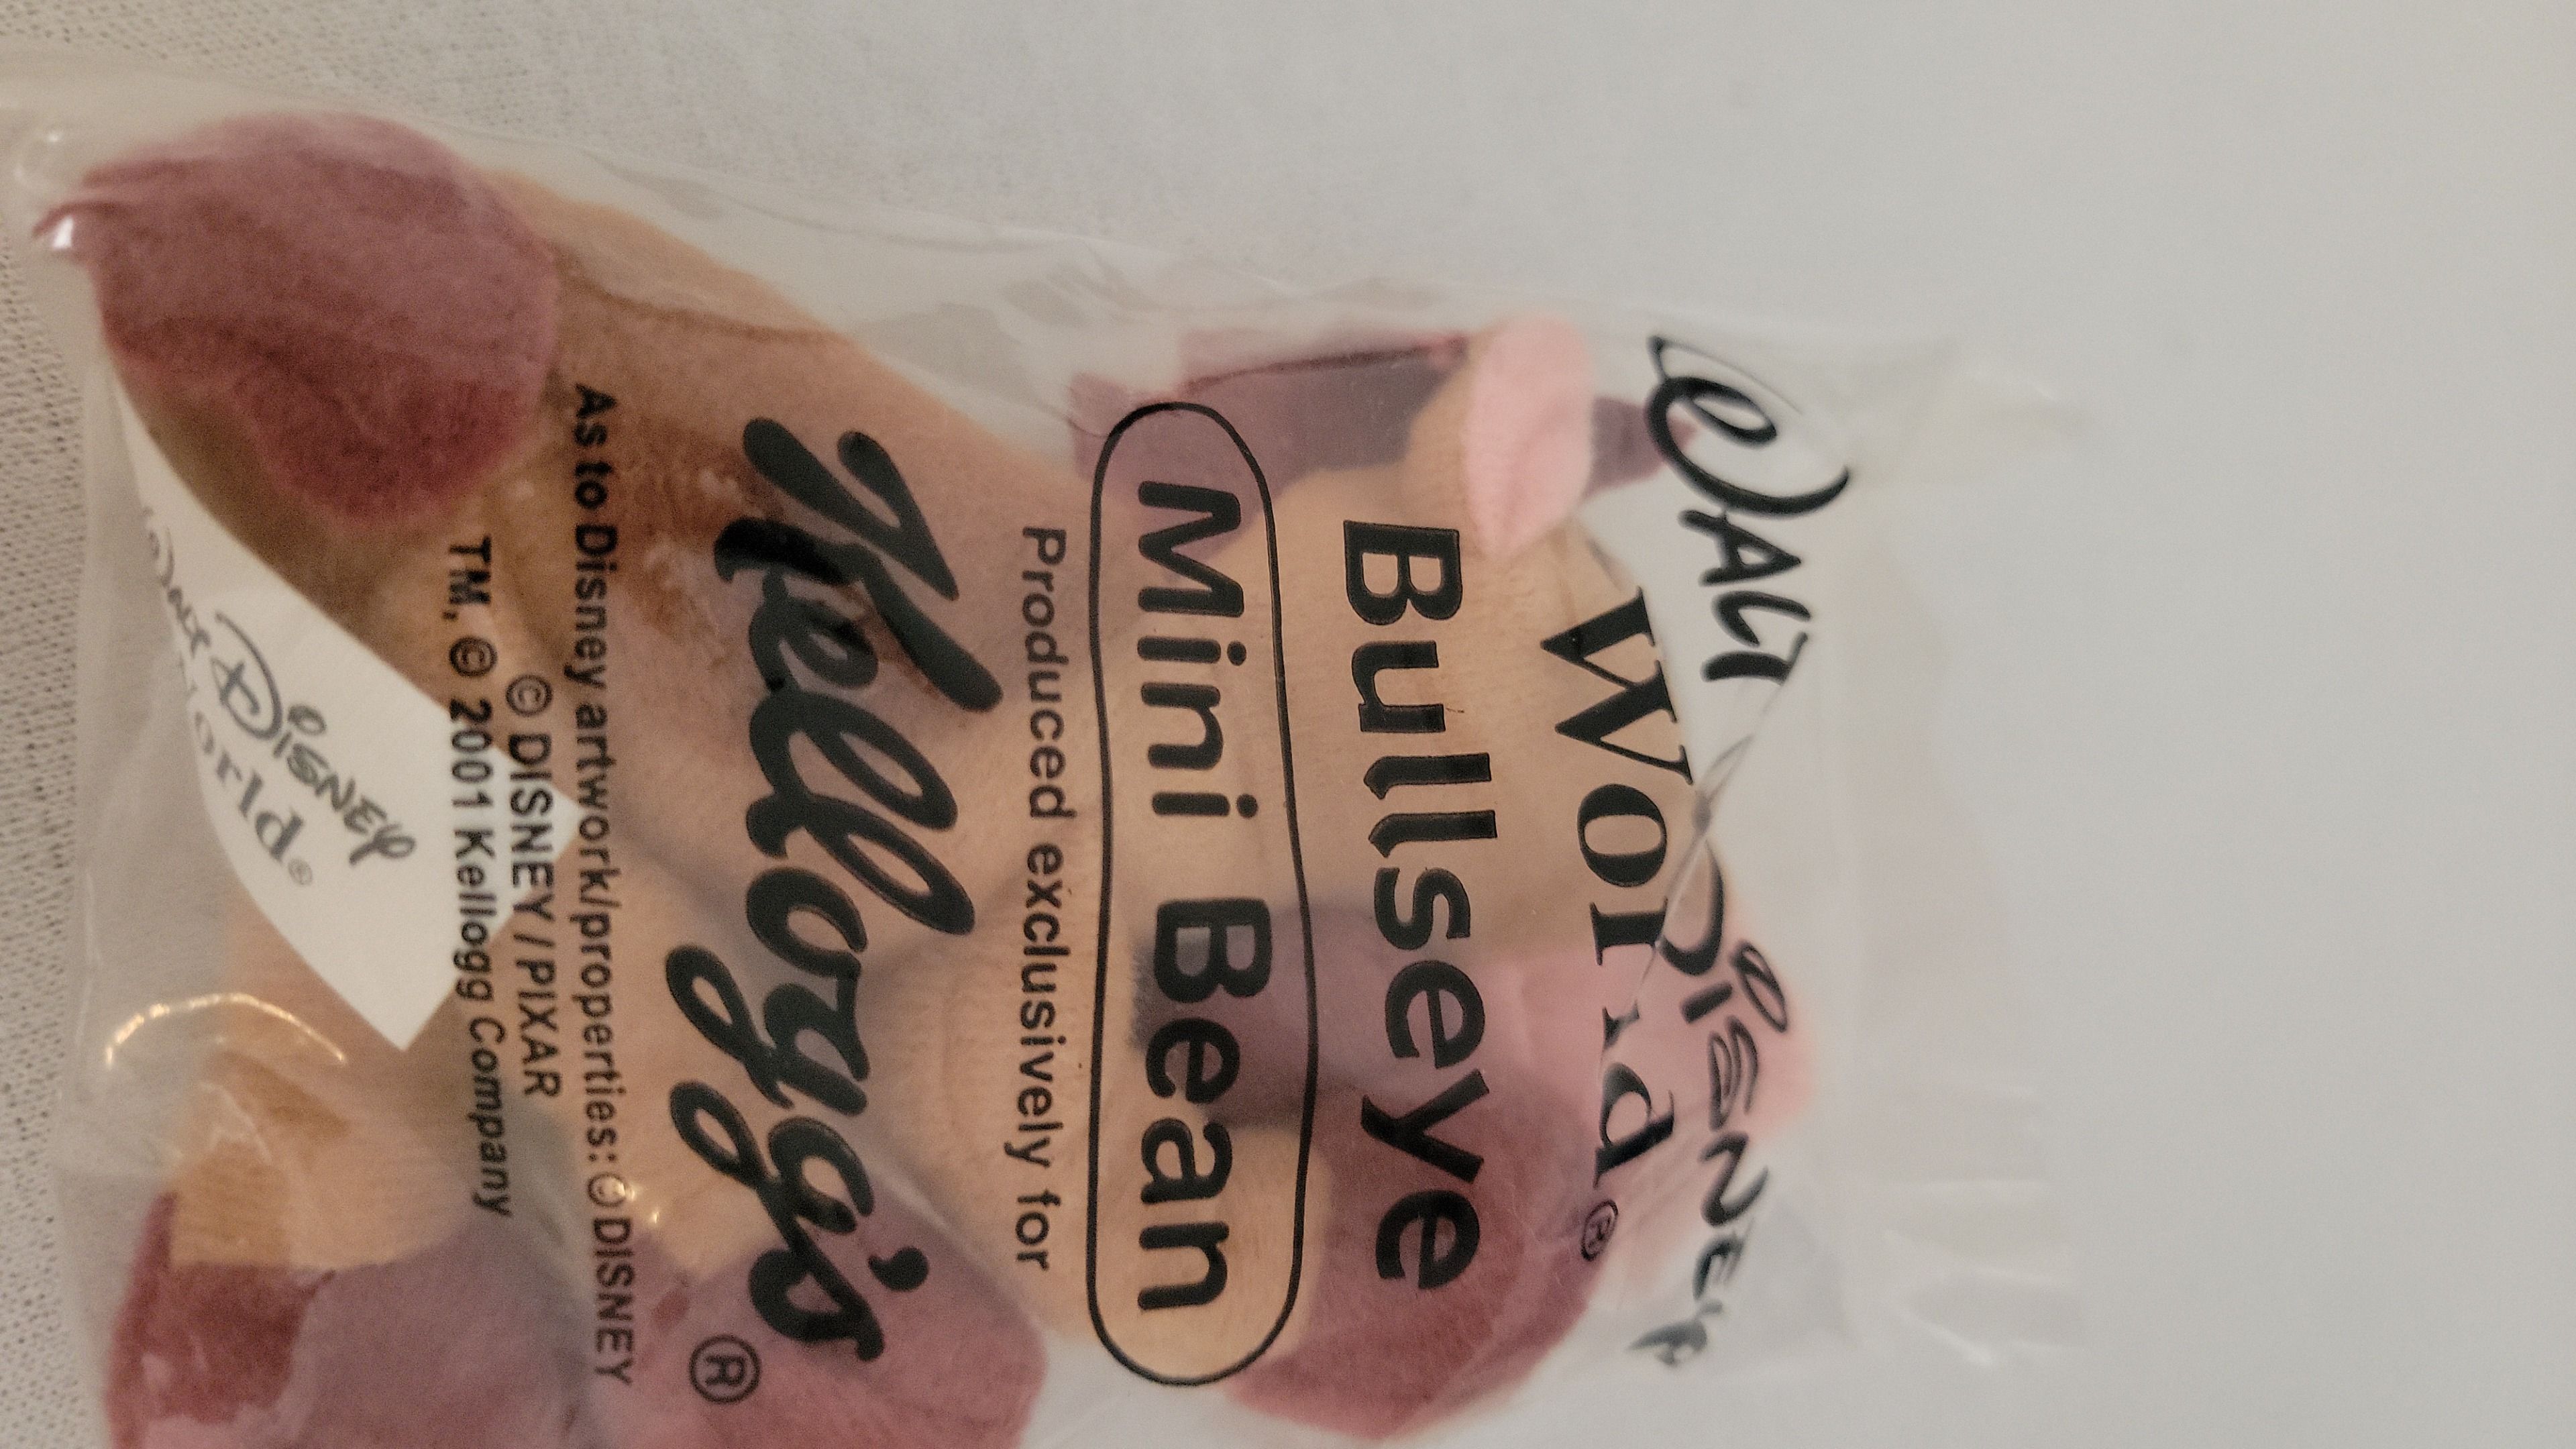 WALT DISNEY
World®
Bullseye
Mini Bean
Produced exclusively for
Kellogg's®
As to Disney artwork/properties: © DISNEY
© DISNEY / PIXAR
TM, © 2001 Kellogg Company
WALT DISNEY
World®